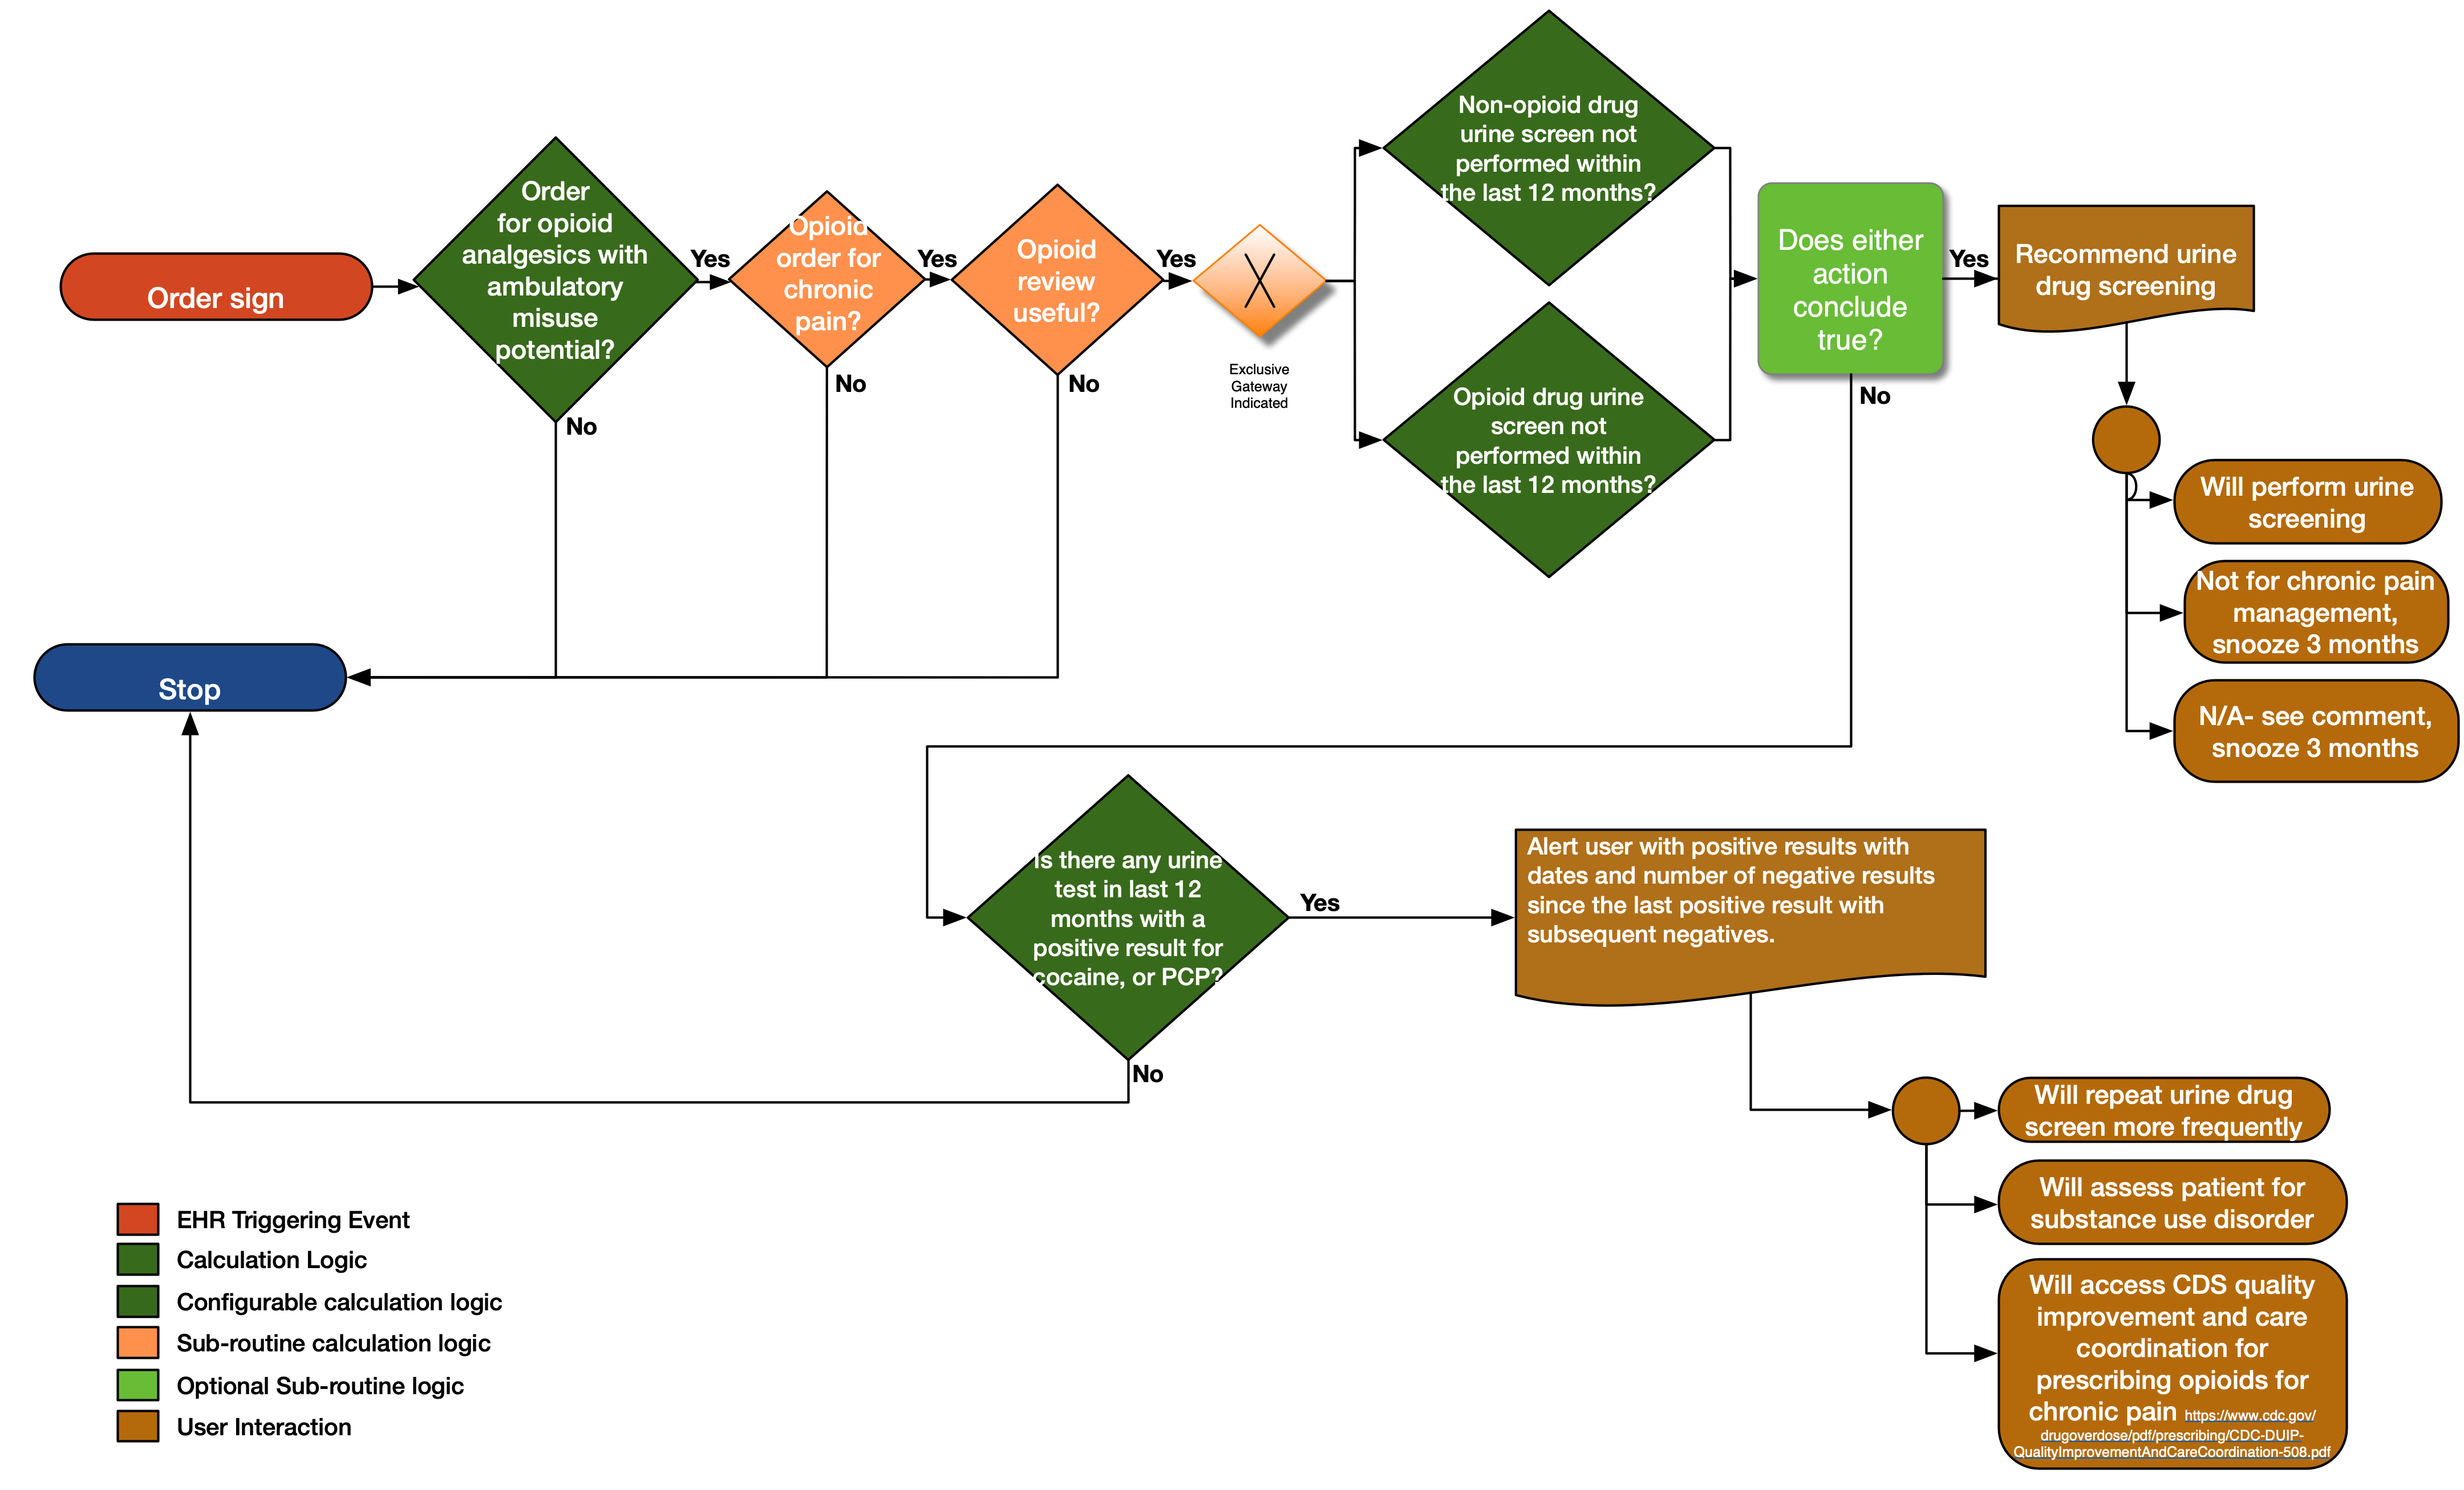 Order sign
Order
for opioid
analgesics with
ambulatory
misuse
potential?
Yes
No
Opioid
order for
chronic
pain?
Yes
No
Opioid
review
useful?
Yes
No
Exclusive
Gateway
Indicated
Non-opioid drug
urine screen not
performed within
the last 12 months?
Opioid drug urine
screen not
performed within
the last 12 months?
Does either
action
conclude
true?
Yes
No
Recommend urine
drug screening
Will perform urine
screening
Not for chronic pain
management,
snooze 3 months
N/A- see comment,
snooze 3 months
Stop
Is there any urine
test in last 12
months with a
positive result for
cocaine, or PCP?
Yes
No
Alert user with positive results with
dates and number of negative results
since the last positive result with
subsequent negatives.
Will repeat urine drug
screen more frequently
Will assess patient for
substance use disorder
Will access CDS quality
improvement and care
coordination for
prescribing opioids for
chronic pain https://www.cdc.gov/
drugoverdose/pdf/prescribing/CDC-DUIP-
QualityImprovementAndCareCoordination-508.pdf
EHR Triggering Event
Calculation Logic
Configurable calculation logic
Sub-routine calculation logic
Optional Sub-routine logic
User Interaction